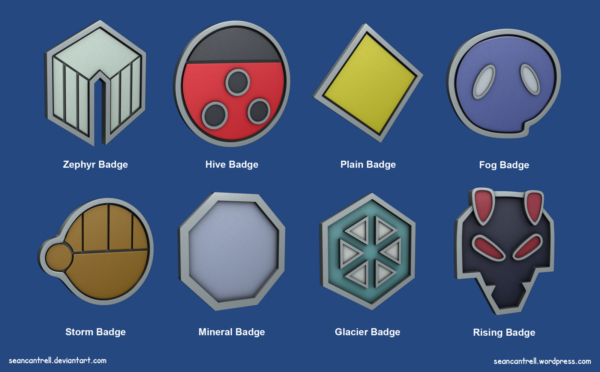 Zephyr Badge
Hive Badge
Plain Badge
Fog Badge
Storm Badge
Mineral Badge
Glacier Badge
Rising Badge
seancantrell.deviantart.com
seancantrell.wordpress.com